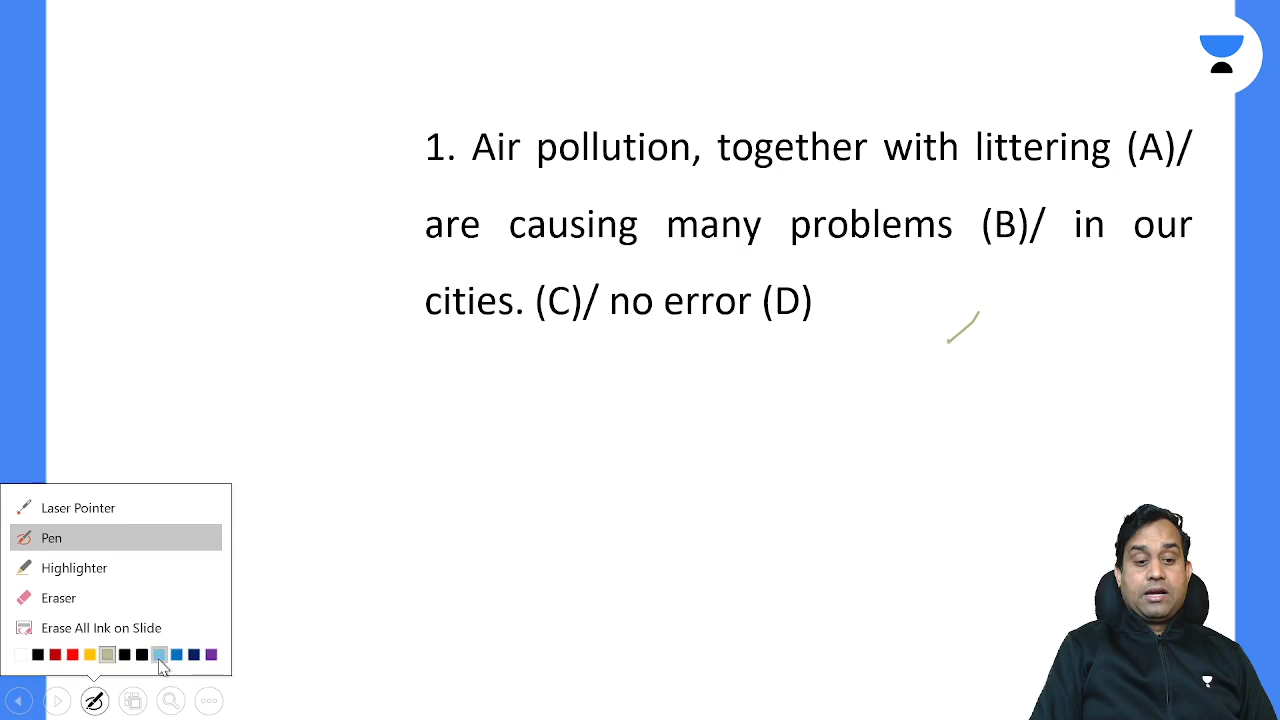 1. Air pollution, together with littering (A)/
are causing many problems (B)/ in our
cities. (C)/ no error (D)
Laser Pointer
Pen
Highlighter
Eraser
Erase All Ink on Slide